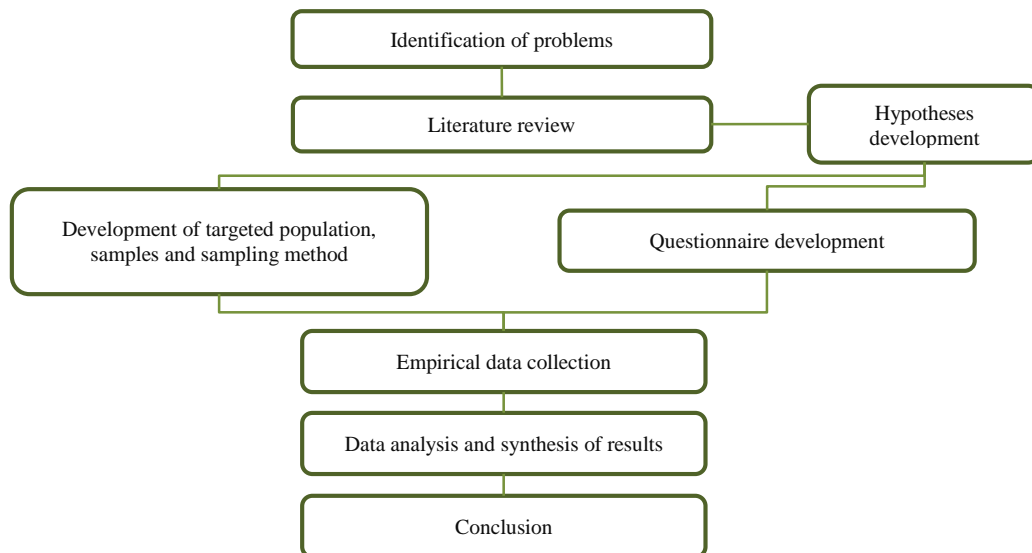 Identification of problems
Literature review
Hypotheses
development
Development of targeted population,
samples and sampling method
Questionnaire development
Empirical data collection
Data analysis and synthesis of results
Conclusion